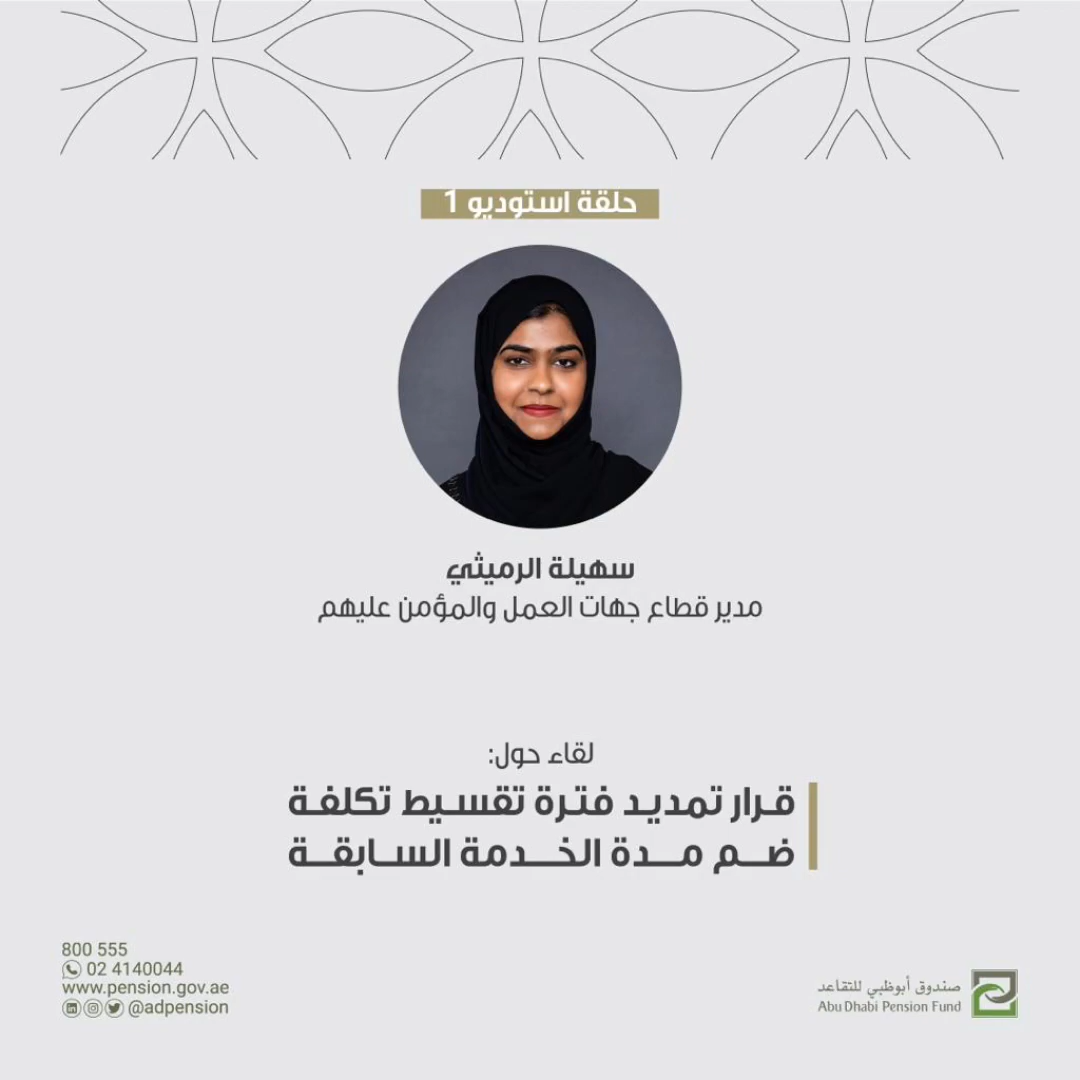 حلقة استوديو 1
سهيلة الرميثي
مدير قطاع جهات العمل والمؤمن عليهم
لقاء حول:
قرار تمديد فترة تقسيط تكلفة
ضم مدة الخدمة السابقة
800 555
02 4140044
www.pension.gov.ae
@adpension
صندوق أبوظبي للتقاعد
Abu Dhabi Pension Fund